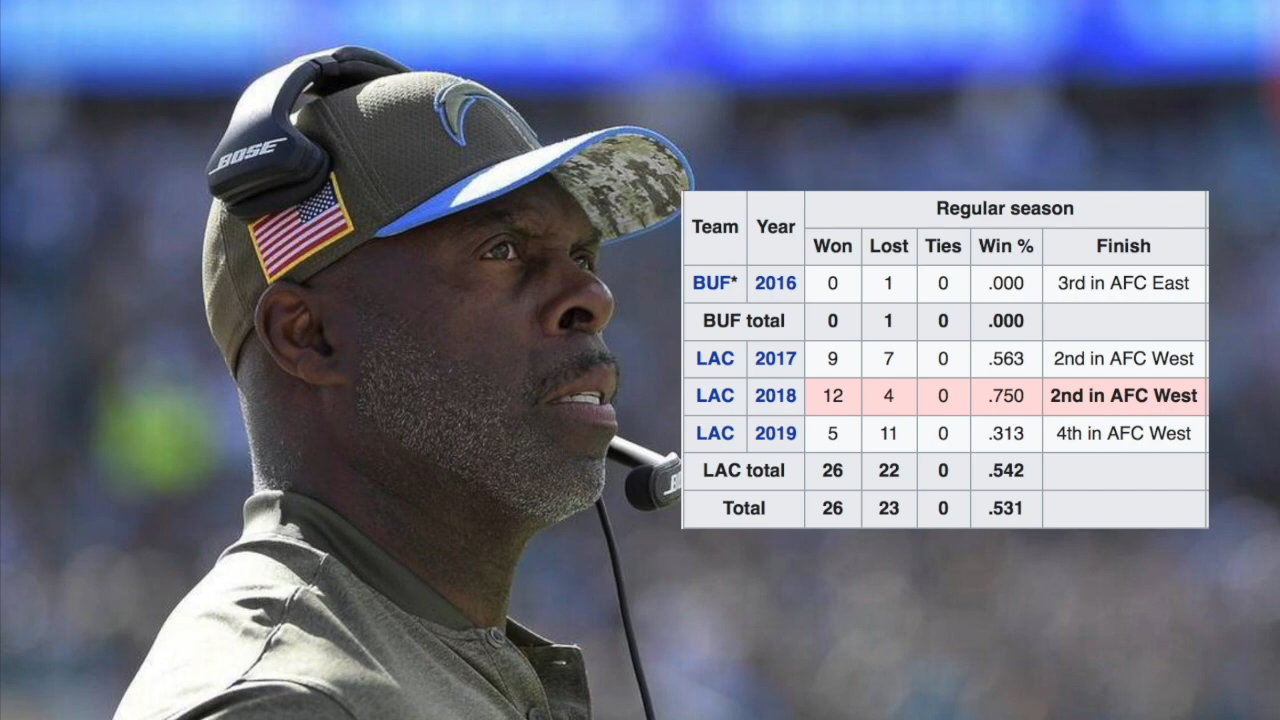 BOSE
Team Year Regular season
Won Lost Ties Win % Finish
BUF* 2016 0 1 0 .000 3rd in AFC East
BUF total 0 1 0 .000
LAC 2017 9 7 0 .563 2nd in AFC West
LAC 2018 12 4 0 .750 2nd in AFC West
LAC 2019 5 11 0 .313 4th in AFC West
LAC total 26 22 0 .542
Total 26 23 0 .531